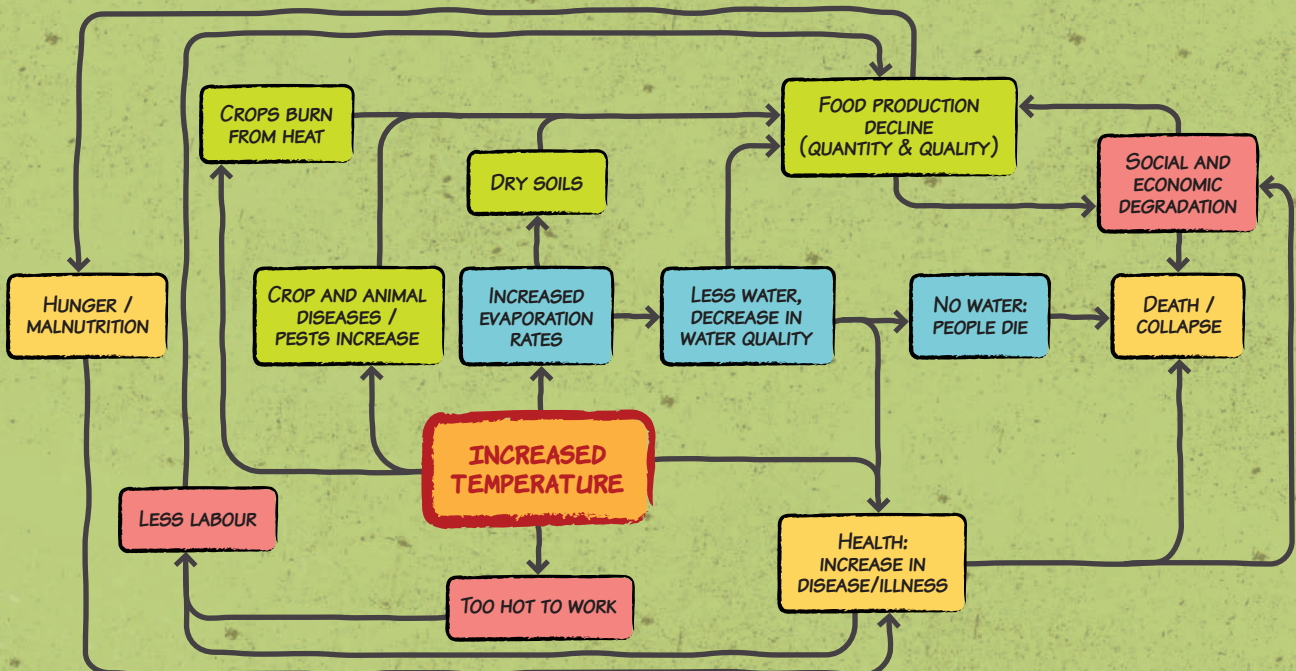 CROPS BURN
FROM HEAT
FOOD PRODUCTION
DECLINE
(QUANTITY & QUALITY)
DRY SOILS
SOCIAL AND
ECONOMIC
DEGRADATION
HUNGER /
MALNUTRITION
CROP AND ANIMAL
DISEASES /
PESTS INCREASE
INCREASED
EVAPORATION
RATES
LESS WATER,
DECREASE IN
WATER QUALITY
NO WATER:
PEOPLE DIE
DEATH /
COLLAPSE
INCREASED
TEMPERATURE
LESS LABOUR
HEALTH:
INCREASE IN
DISEASE/ILLNESS
TOO HOT TO WORK